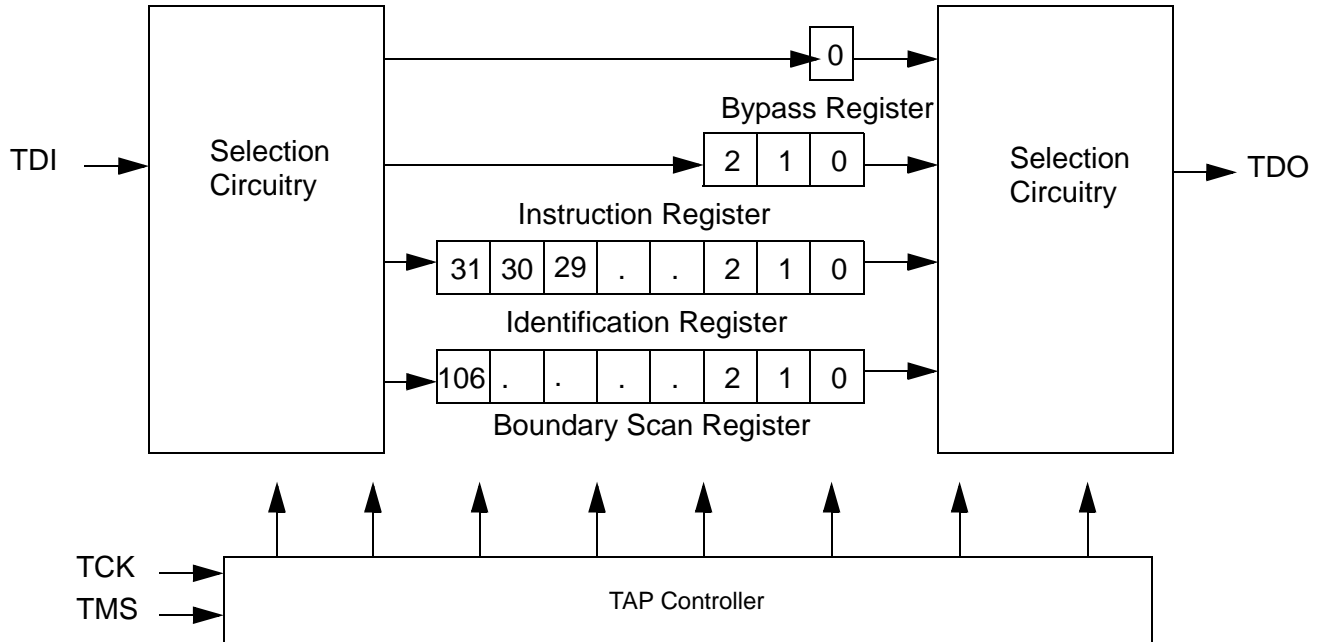 0
Bypass Register
TDI
Selection
Circuitry
2 1 0
Selection
Circuitry
TDO
Instruction Register
31 30 29 . . 2 1 0
Identification Register
106 . . . . 2 1 0
Boundary Scan Register
TCK
TMS
TAP Controller